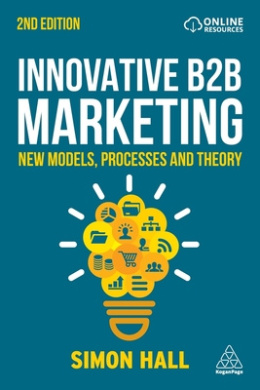 2ND EDITION
ONLINE
RESOURCES
INNOVATIVE B2B
MARKETING
NEW MODELS, PROCESSES AND THEORY
SIMON HALL
KoganPage